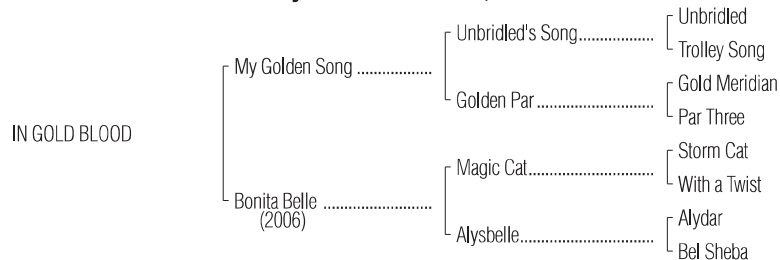 Unbridled
Unbridled's Song
Trolley Song
My Golden Song
Gold Meridian
Golden Par
Par Three
IN GOLD BLOOD
Storm Cat
Magic Cat
With a Twist
Bonita Belle
(2006)
Alydar
Alysbelle
Bel Sheba